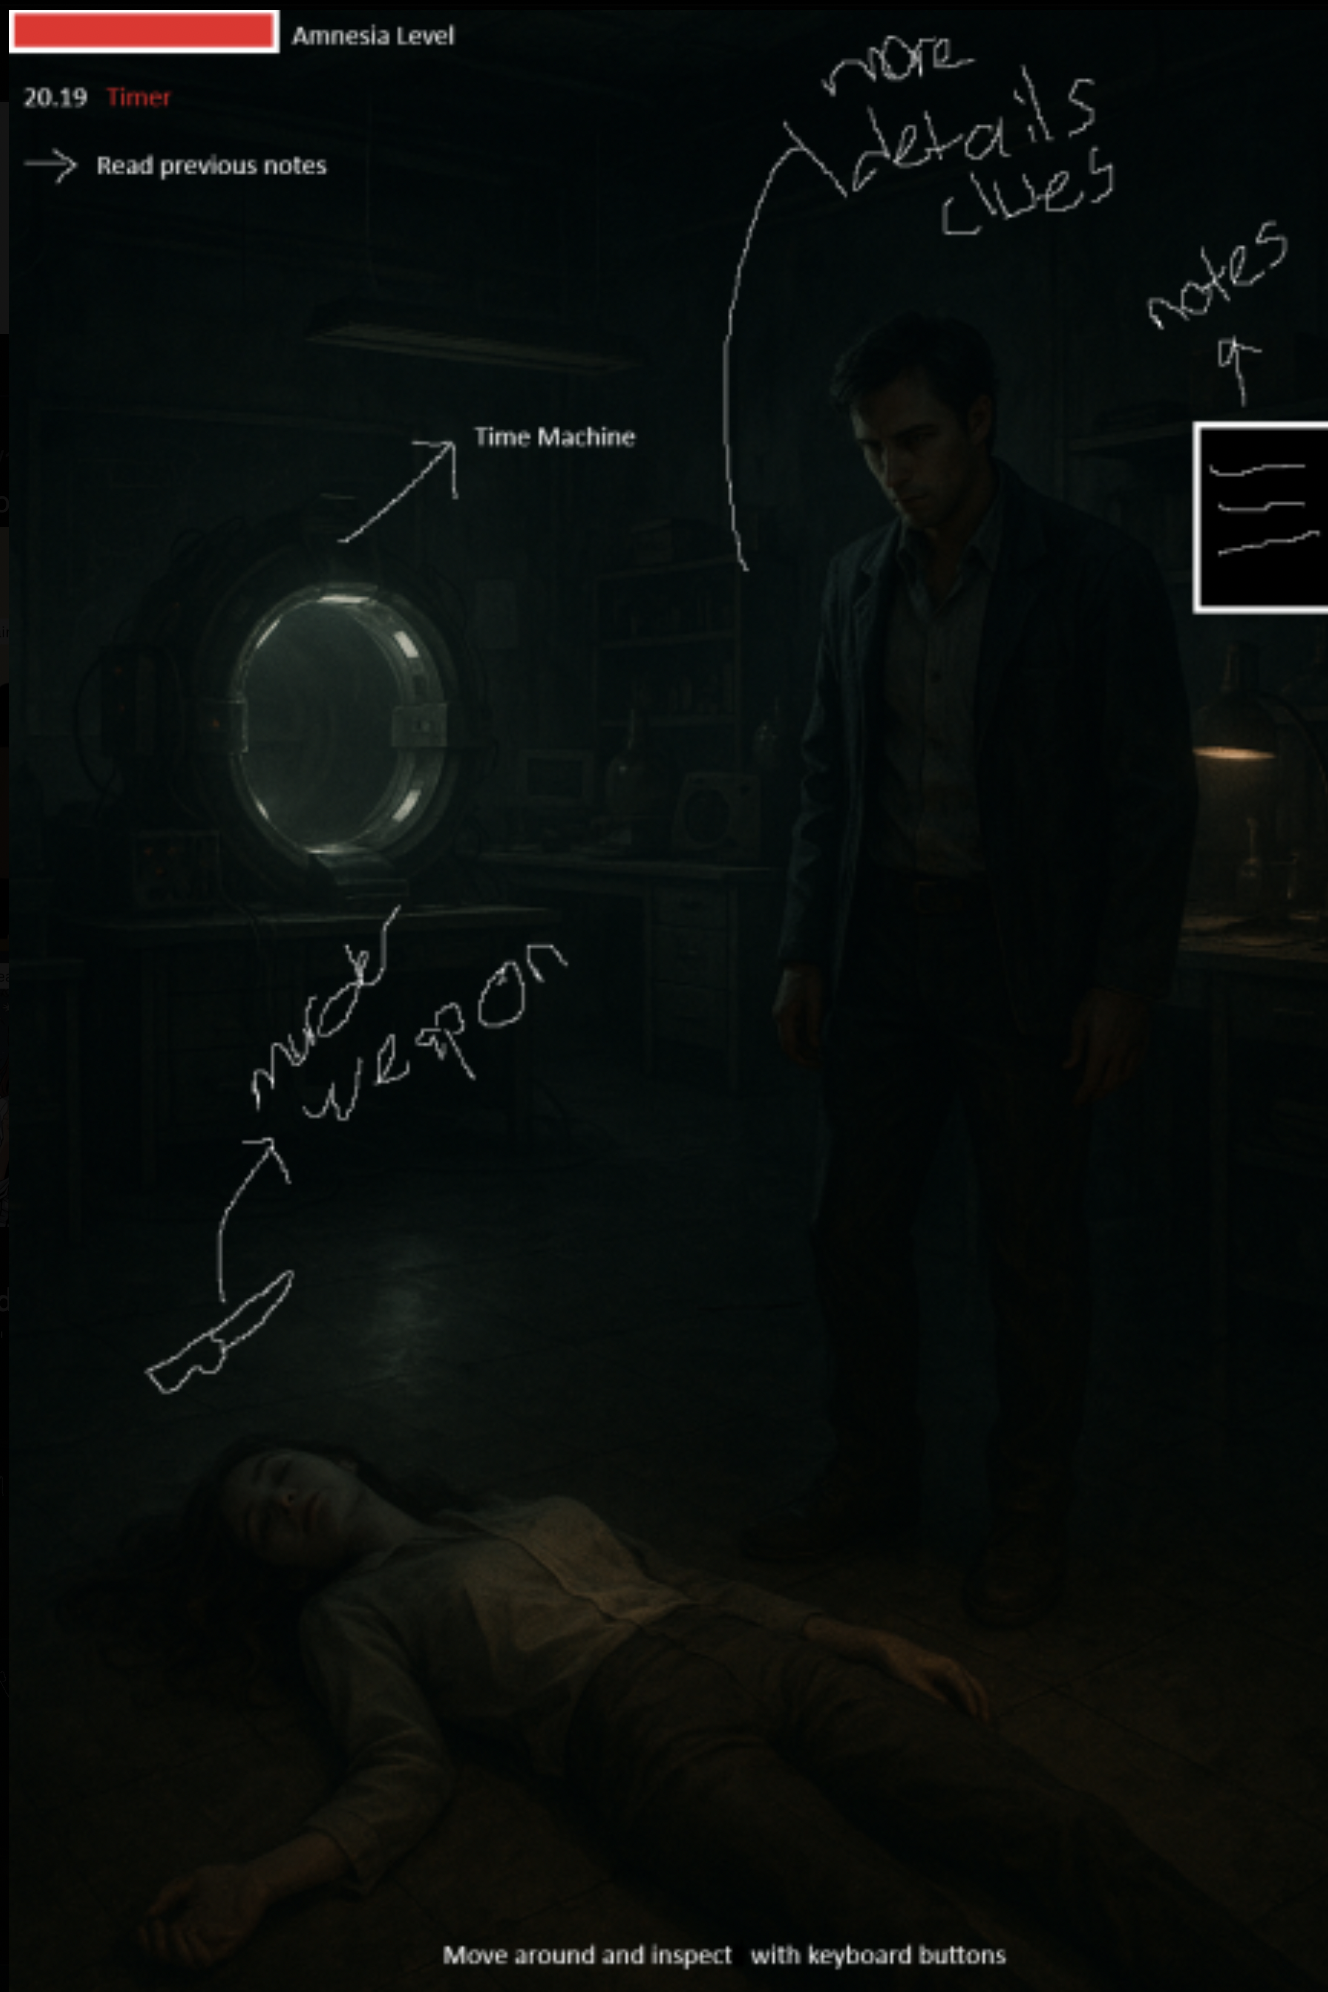 Amnesia Level
20.19 Timer
Read previous notes
more
details
clues
notes
Time Machine
weapon
Move around and inspect with keyboard buttons